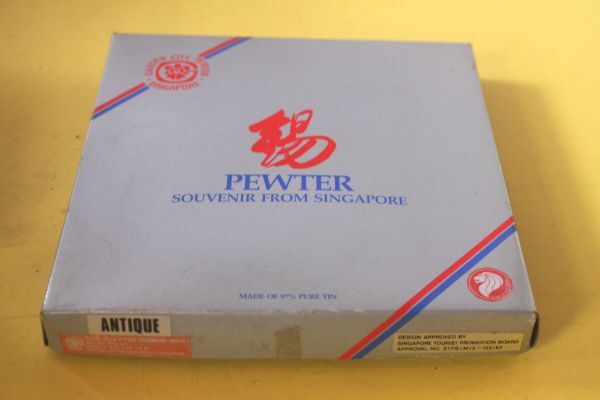 GARDEN CITY PEWTER
SINGAPORE
錫
PEWTER
SOUVENIR FROM SINGAPORE
MADE OF 97% PURE TIN
ANTIQUE
DESIGN APPROVED BY
SINGAPORE TOURIST PROMOTION BOARD